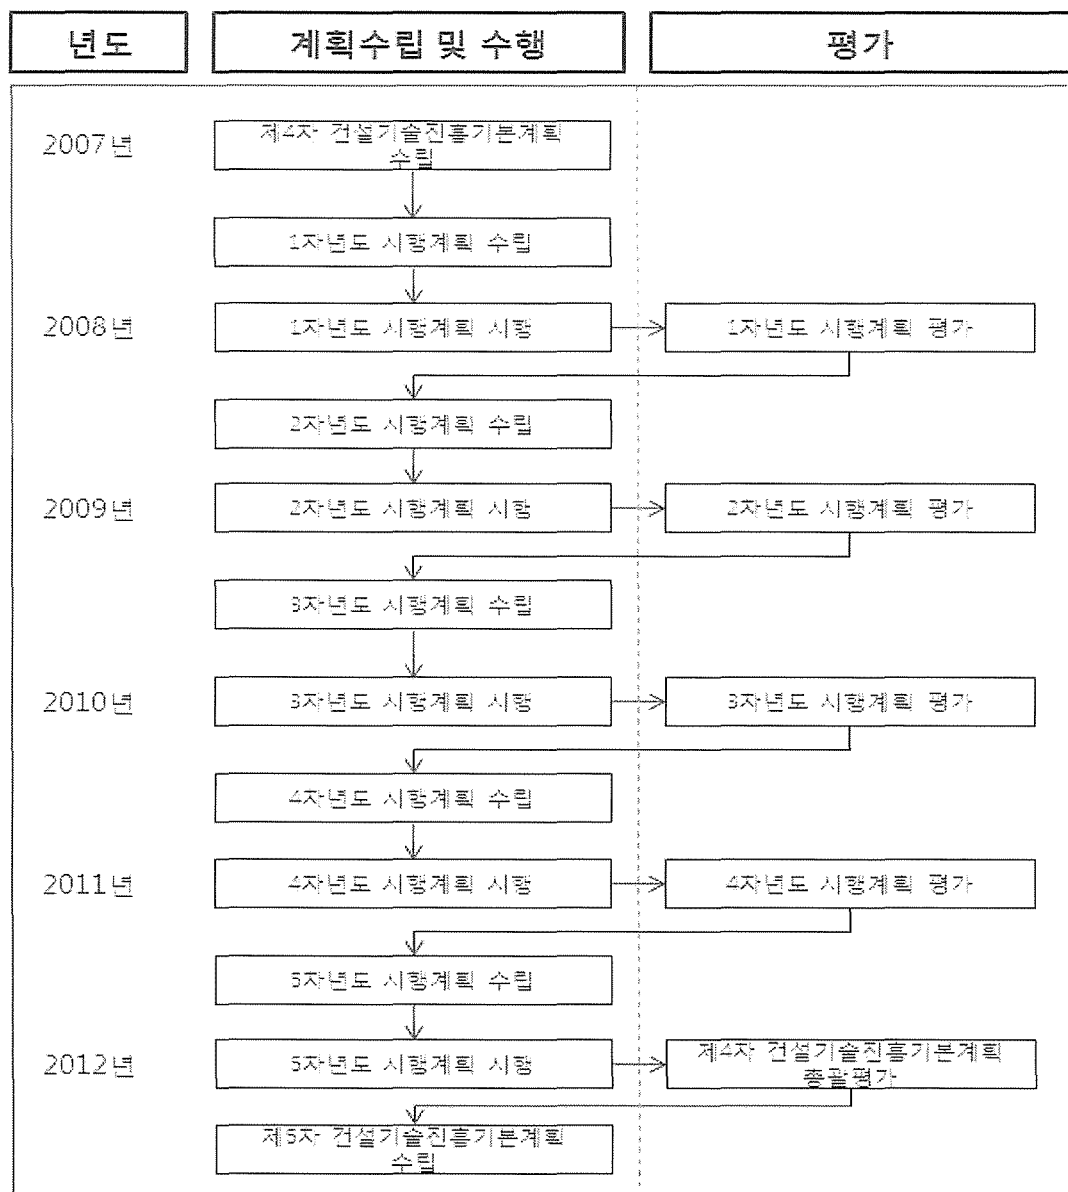 년도 계획수립 및 수행 평가
2007년
제4차 건설기술진흥기본계획
수립
1차년도 시행계획 수립
2008년 1차년도 시행계획 시행 1차년도 시행계획 평가
2차년도 시행계획 수립
2009년 2차년도 시행계획 시행 2차년도 시행계획 평가
3차년도 시행계획 수립
2010년 3차년도 시행계획 시행 3차년도 시행계획 평가
4차년도 시행계획 수립
2011년 4차년도 시행계획 시행 4차년도 시행계획 평가
5차년도 시행계획 수립
2012년 5차년도 시행계획 시행
제4차 건설기술진흥기본계획
총괄평가
제5차 건설기술진흥기본계획
수립